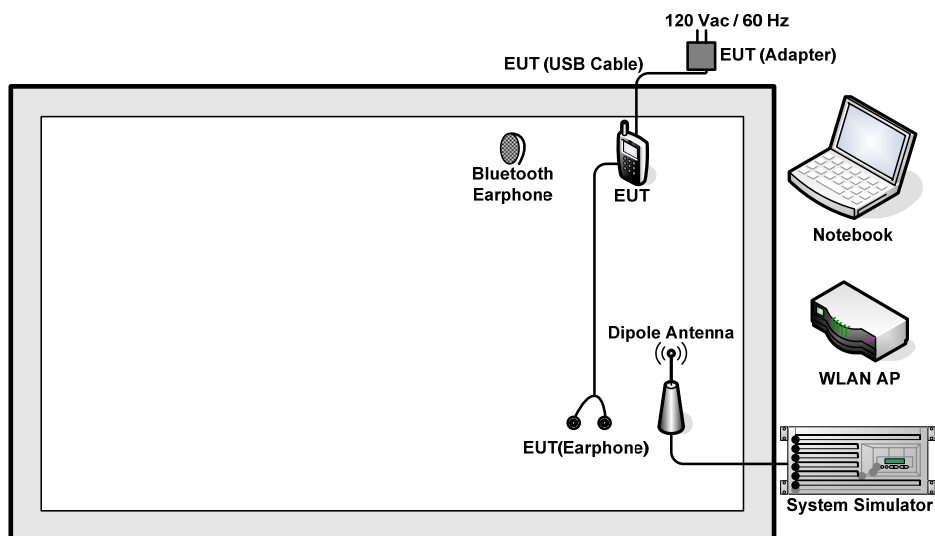 120 Vac / 60 Hz
EUT (USB Cable)
EUT (Adapter)
Bluetooth
Earphone
EUT
Notebook
Dipole Antenna
WLAN AP
EUT(Earphone)
System Simulator